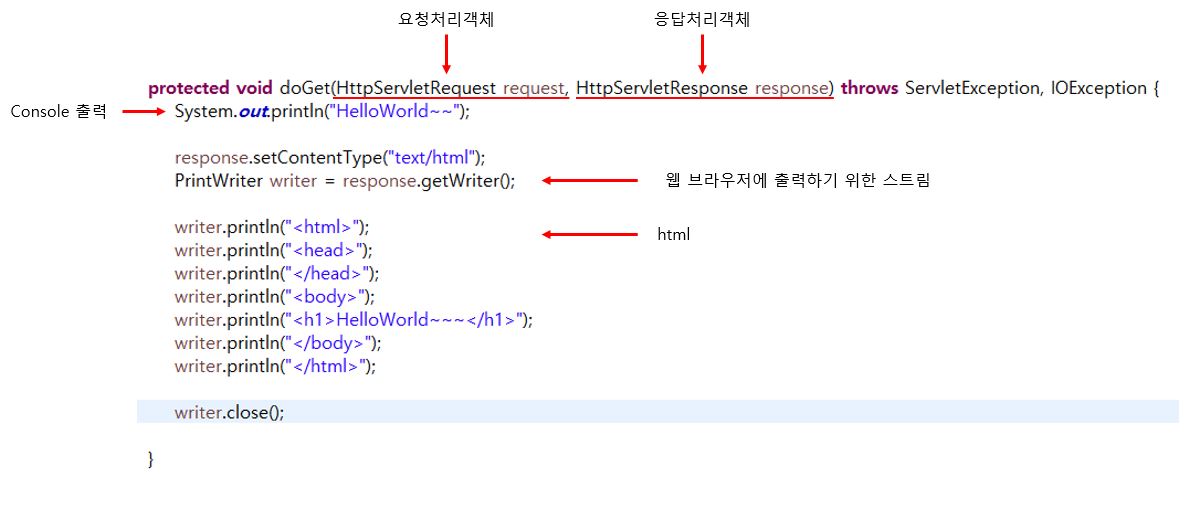 요청처리객체 응답처리객체
protected void doGet(HttpServletRequest request, HttpServletResponse response) throws ServletException, IOException {
Console 출력 System.out.println("HelloWorld~~");
response.setContentType("text/html");
PrintWriter writer = response.getWriter(); 웹 브라우저에 출력하기 위한 스트림
writer.println("<html>"); html
writer.println("<head>");
writer.println("</head>");
writer.println("<body>");
writer.println("<h1>HelloWorld~~~</h1>");
writer.println("</body>");
writer.println("</html>");
writer.close();
}